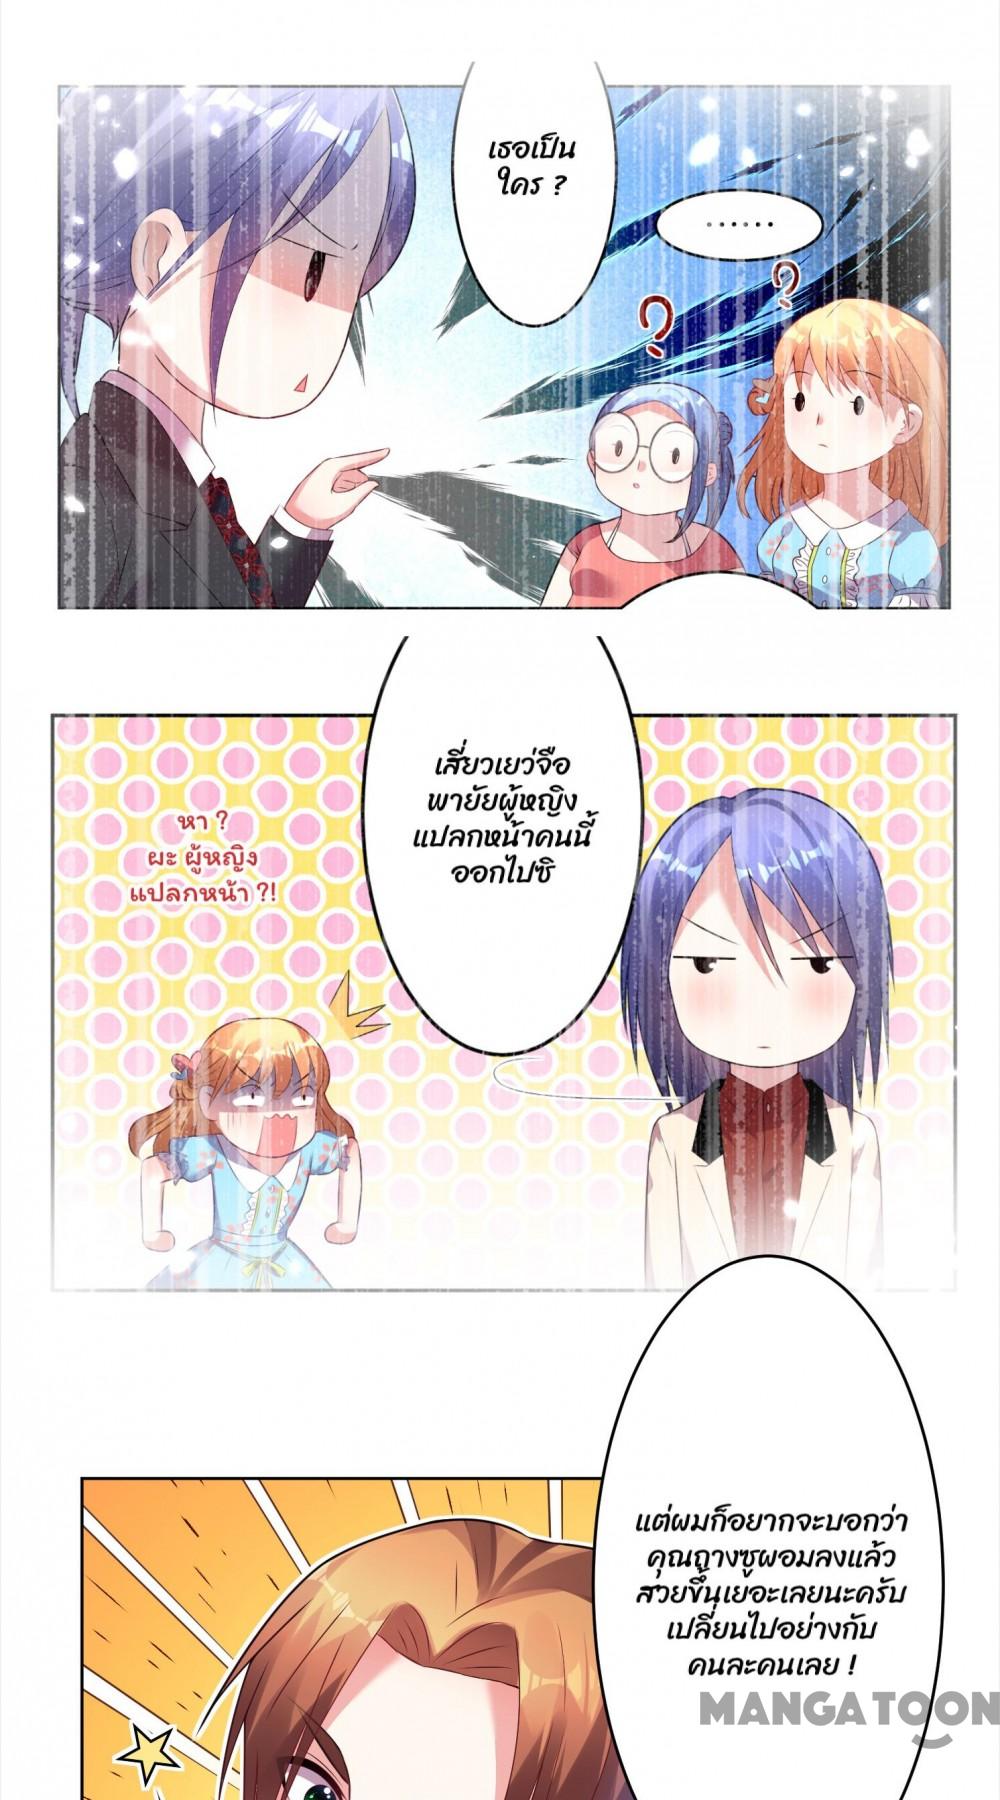 เธอเป็น
ใคร ?
……
?
?
เสี่ยวเยว่จือ
พายัยผู้หญิง
แปลกหน้าคนนี้
ออกไปซิ
หา ?
ผะ ผู้หญิง
แปลกหน้า ?!
แต่ผมก็อยากจะบอกว่า
คุณถางซูผอมลงแล้ว
สวยขึ้นเยอะเลยนะครับ
เปลี่ยนไปอย่างกับ
คนละคนเลย !
MANGATOON